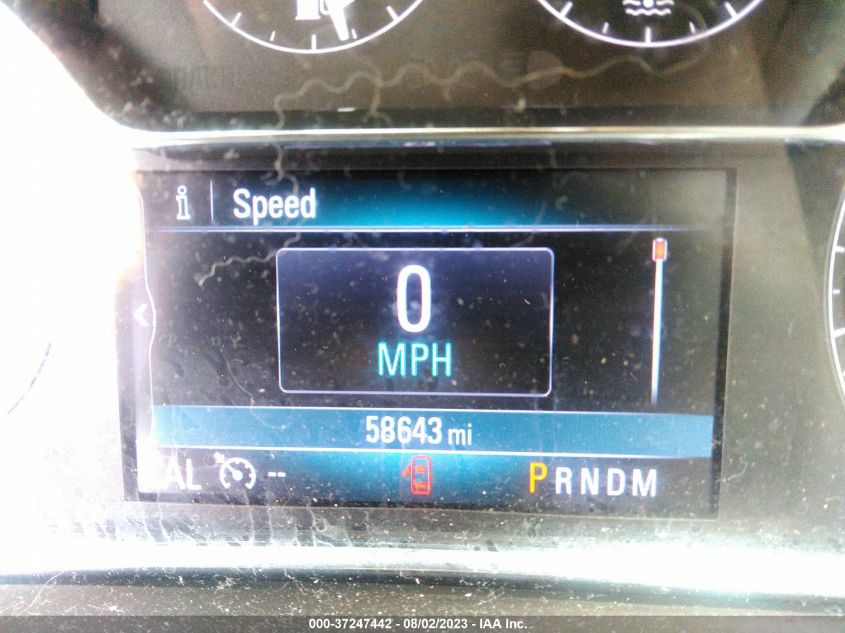 i Speed
0
MPH
58643 mi
AL --
PRNDM
000-37247442 - 08/02/2023 - IAA Inc.